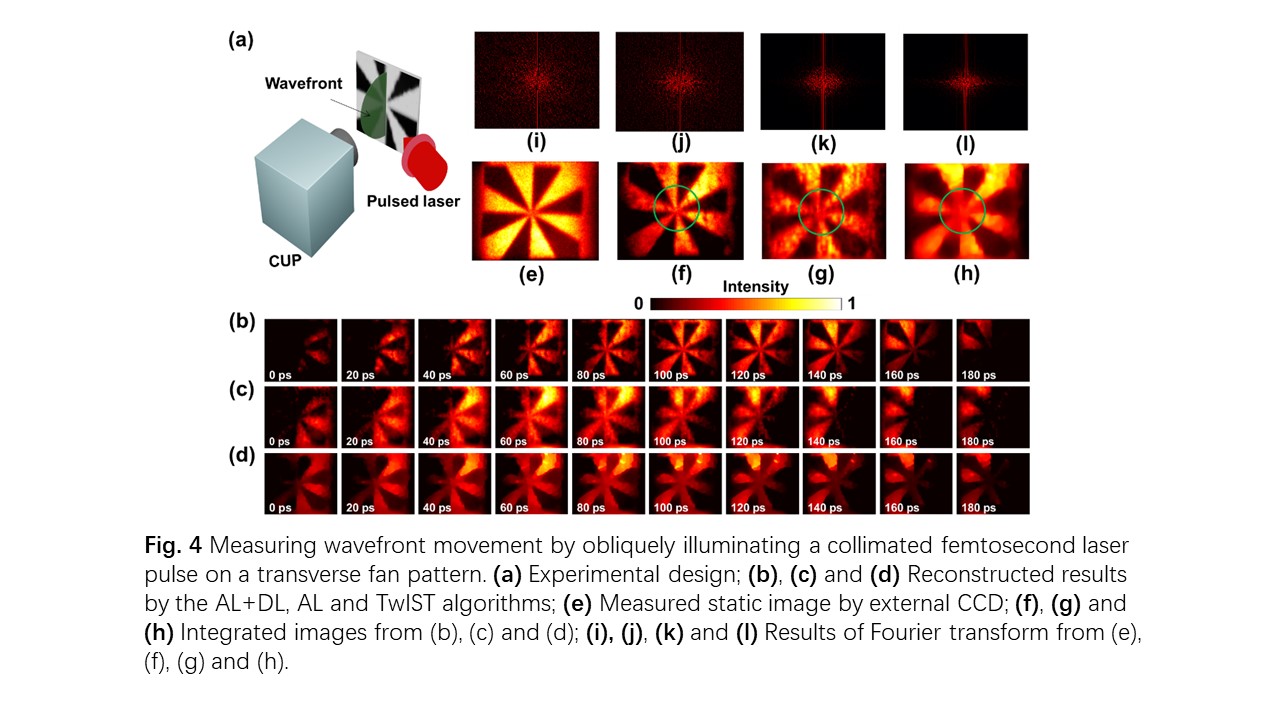 (a)
Wavefront
Pulsed laser
CUP
(i) (j) (k) (l)
(e) (f) (g) (h)
Intensity
0 1
(b)
0 ps 20 ps 40 ps 60 ps 80 ps 100 ps 120 ps 140 ps 160 ps 180 ps
(c)
0 ps 20 ps 40 ps 60 ps 80 ps 100 ps 120 ps 140 ps 160 ps 180 ps
(d)
0 ps 20 ps 40 ps 60 ps 80 ps 100 ps 120 ps 140 ps 160 ps 180 ps
Fig. 4 Measuring wavefront movement by obliquely illuminating a collimated femtosecond laser
pulse on a transverse fan pattern. (a) Experimental design; (b), (c) and (d) Reconstructed results
by the AL+DL, AL and TwIST algorithms; (e) Measured static image by external CCD; (f), (g) and
(h) Integrated images from (b), (c) and (d); (i), (j), (k) and (l) Results of Fourier transform from (e),
(f), (g) and (h).